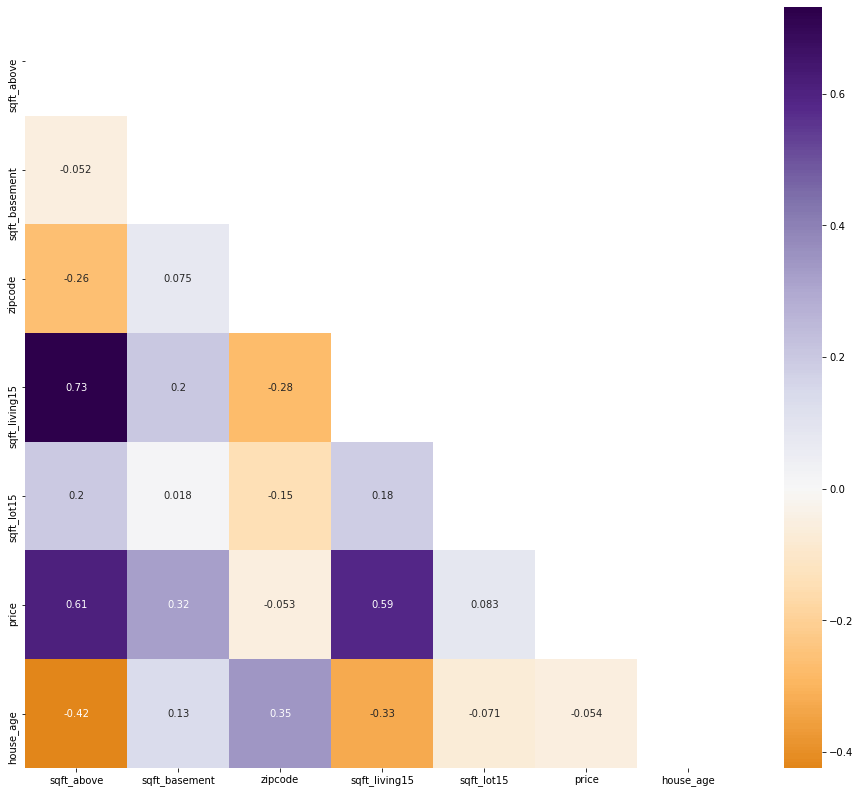 sqft_above
sqft_basement
-0.052
zipcode
-0.26 0.075
sqft_living15
0.73 0.2 -0.28
sqft_lot15
0.2 0.018 -0.15 0.18
price
0.61 0.32 -0.053 0.59 0.083
house_age
-0.42 0.13 0.35 -0.33 -0.071 -0.054
sqft_above sqft_basement zipcode sqft_living15 sqft_lot15 price house_age
0.6
0.4
0.2
0.0
−0.2
−0.4